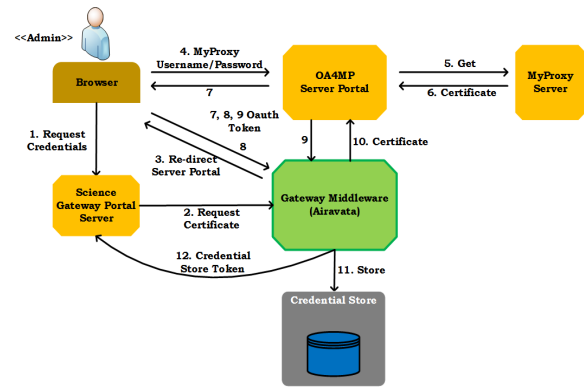 <<Admin>>
4. MyProxy
Username/Password
5. Get
Browser
OA4MP
Server Portal
MyProxy
Server
7
6. Certificate
7, 8, 9 Oauth
Token
1. Request
Credentials
8
9
10. Certificate
3. Re-direct
Server Portal
Science
Gateway Portal
Server
Gateway Middleware
(Airavata)
2. Request
Certificate
12. Credential
Store Token
11. Store
Credential Store